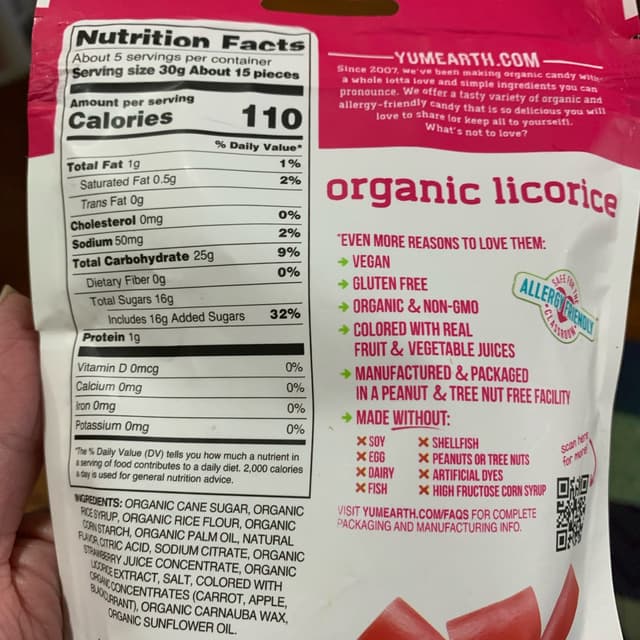 Nutrition Facts
About 5 servings per container
Serving size 30g About 15 pieces
Amount per serving
Calories 110
% Daily Value*
Total Fat 1g 1%
Saturated Fat 0.5g 2%
Trans Fat 0g
Cholesterol 0mg 0%
Sodium 50mg 2%
Total Carbohydrate 25g 9%
Dietary Fiber 0g 0%
Total Sugars 16g
Includes 16g Added Sugars 32%
Protein 1g
Vitamin D 0mcg 0%
Calcium 0mg 0%
Iron 0mg 0%
Potassium 0mg 0%
*The % Daily Value (DV) tells you how much a nutrient in
a serving of food contributes to a daily diet. 2,000 calories
a day is used for general nutrition advice.
INGREDIENTS: ORGANIC CANE SUGAR, ORGANIC
RICE SYRUP, ORGANIC RICE FLOUR, ORGANIC
CORN STARCH, ORGANIC PALM OIL, NATURAL
FLAVOR, CITRIC ACID, SODIUM CITRATE, ORGANIC
STRAWBERRY JUICE CONCENTRATE, ORGANIC
LICORICE EXTRACT, SALT, COLORED WITH
ORGANIC CONCENTRATES (CARROT, APPLE,
BLACKCURRANT), ORGANIC CARNAUBA WAX,
ORGANIC SUNFLOWER OIL.
YUMEARTH.COM
Since 2007, we've been making organic candy with
a whole lotta love and simple ingredients you can
pronounce. We offer a tasty variety of organic and
allergy-friendly candy that is so delicious you will
love to share (or keep all to yourself).
What's not to love?
organic licorice
*EVEN MORE REASONS TO LOVE THEM:
VEGAN
GLUTEN FREE
ORGANIC & NON-GMO
COLORED WITH REAL
FRUIT & VEGETABLE JUICES
MANUFACTURED & PACKAGED
IN A PEANUT & TREE NUT FREE FACILITY
MADE WITHOUT:
SOY
EGG
DAIRY
FISH
SHELLFISH
PEANUTS OR TREE NUTS
ARTIFICIAL DYES
HIGH FRUCTOSE CORN SYRUP
SAFE FOR THE
ALLERGY FRIENDLY
CLASSROOM
scan here
for more!
VISIT YUMEARTH.COM/FAQS FOR COMPLETE
PACKAGING AND MANUFACTURING INFO.